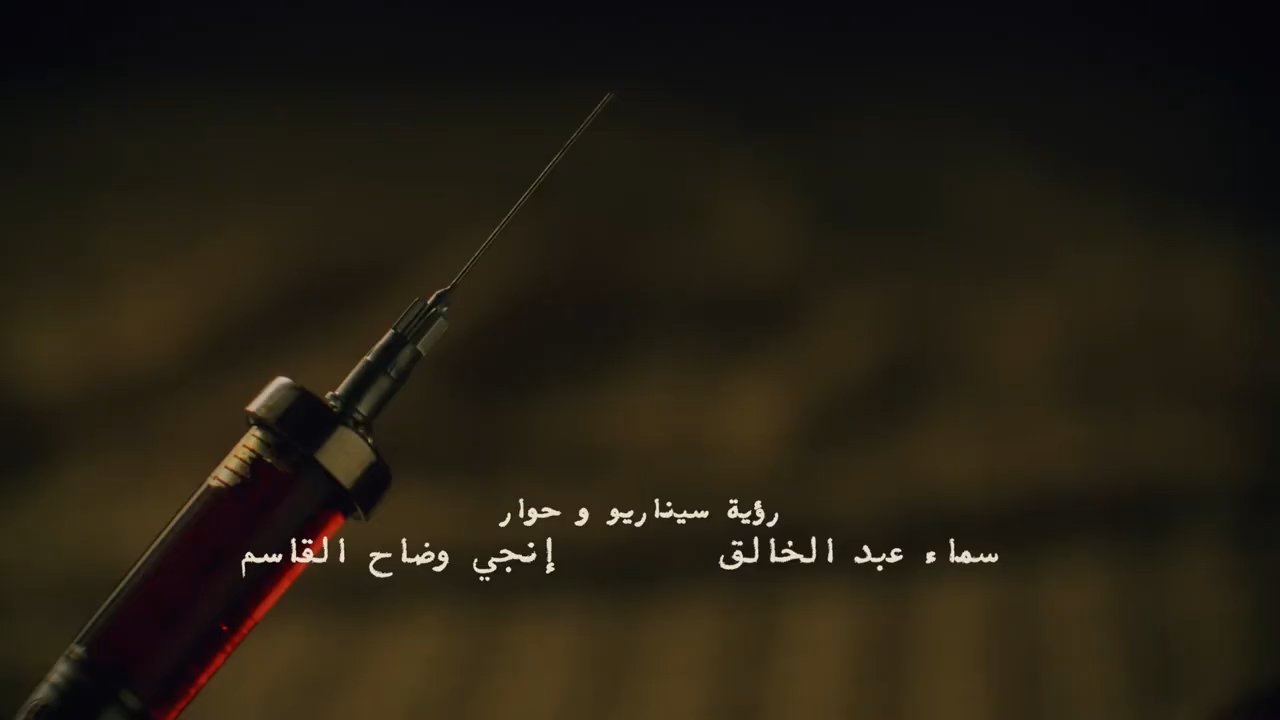 رؤية سيناريو و حوار
سماء عبد الخالق إنجي وضاح القاسم